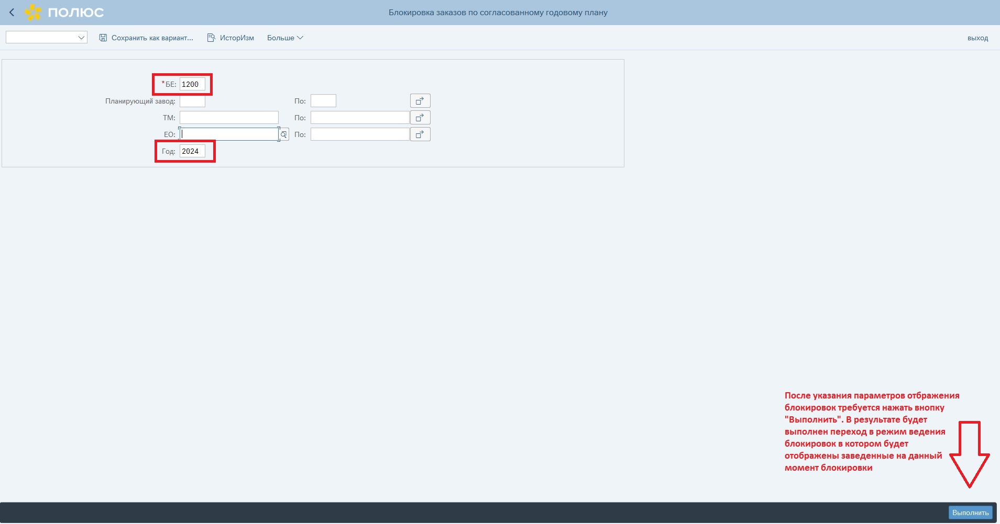 ПОЛЮС
Блокировка заказов по согласованному годовому плану
Сохранить как вариант... ИсторИзм Больше выход
*БЕ: 1200
Планирующий завод: По:
ТМ: По:
ЕО: По:
Год: 2024
После указания параметров отбражения
блокировок требуется нажать внопку
"Выполнить". В результате будет
выполнен переход в режим ведения
блокировок в котором будет
отображены заведенные на данный
момент блокировки
Выполнить